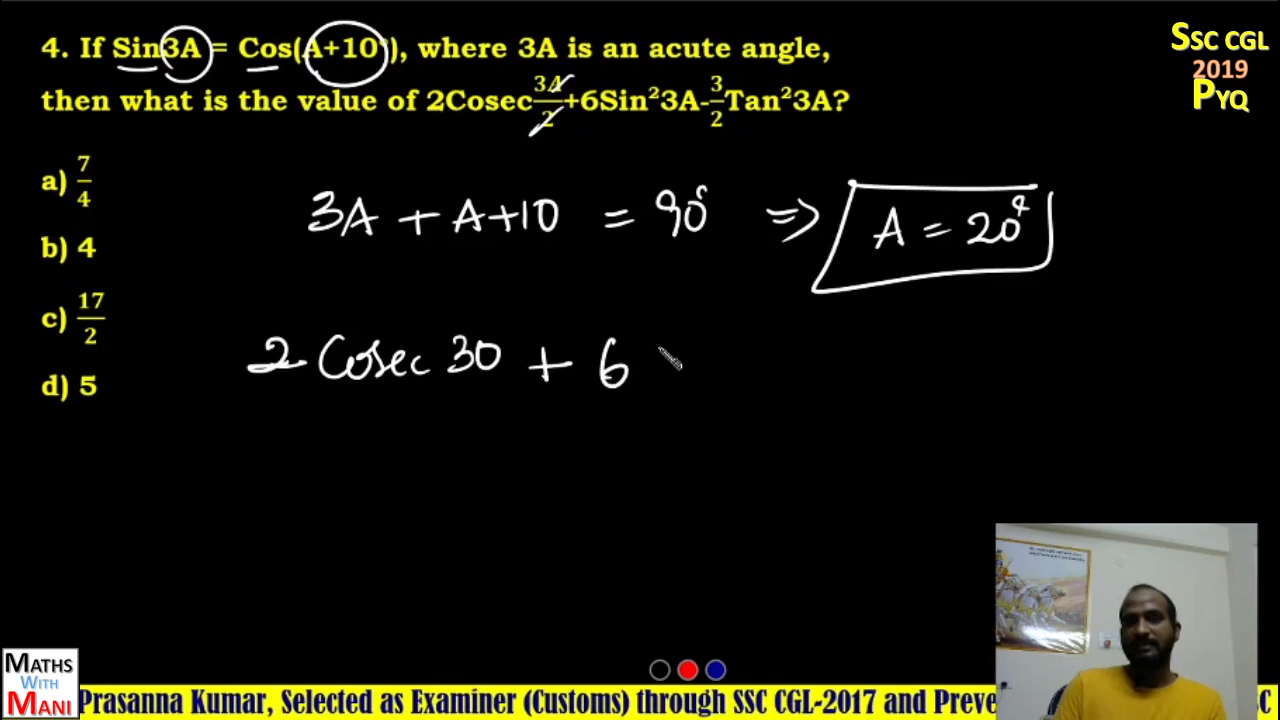 4. If Sin3A = Cos(A+10°), where 3A is an acute angle,
then what is the value of 2Cosec 3A/2 +6Sin²3A- 3/2 Tan²3A?
a) 7/4
b) 4
c) 17/2
d) 5
3A + A+10 = 90° => A = 20°
2 Cosec 30 + 6
SSC CGL
2019
PYQ
MATHS
WITH
MANI
Prasanna Kumar, Selected as Examiner (Customs) through SSC CGL-2017 and Preve SC